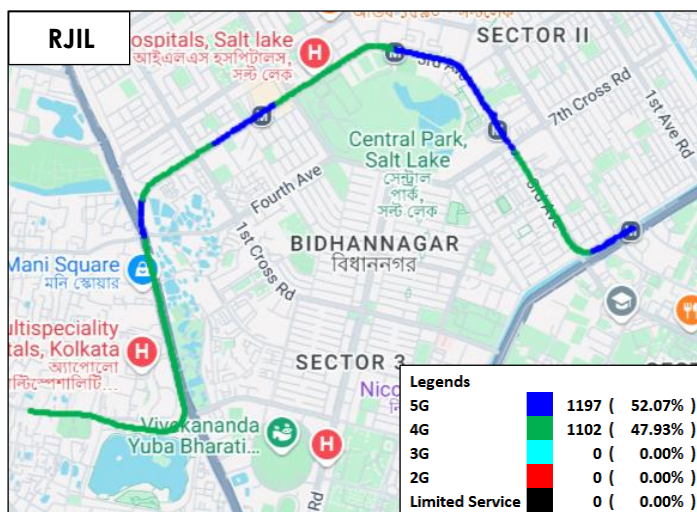 RJIL
ospitals, Salt lake
আইএলএস হসপিটালস,
সল্ট লেক
SECTOR II
3rd Ave
7th Cross Rd
1st Ave Rd
Central Park,
Salt Lake
সেন্ট্রাল
পার্ক,
সল্ট লেক
Fourth Ave
3rd Ave
BIDHANNAGAR
বিধাননগর
1st Cross Rd
Mani Square
মনি স্কোয়ার
ultispeciality
als, Kolkata
অ্যাপোলো
SECTOR 3
Nico
Vivekananda
Yuba Bharati...
Rd
Legends
5G 1197 ( 52.07% )
4G 1102 ( 47.93% )
3G 0 ( 0.00% )
2G 0 ( 0.00% )
Limited Service 0 ( 0.00% )